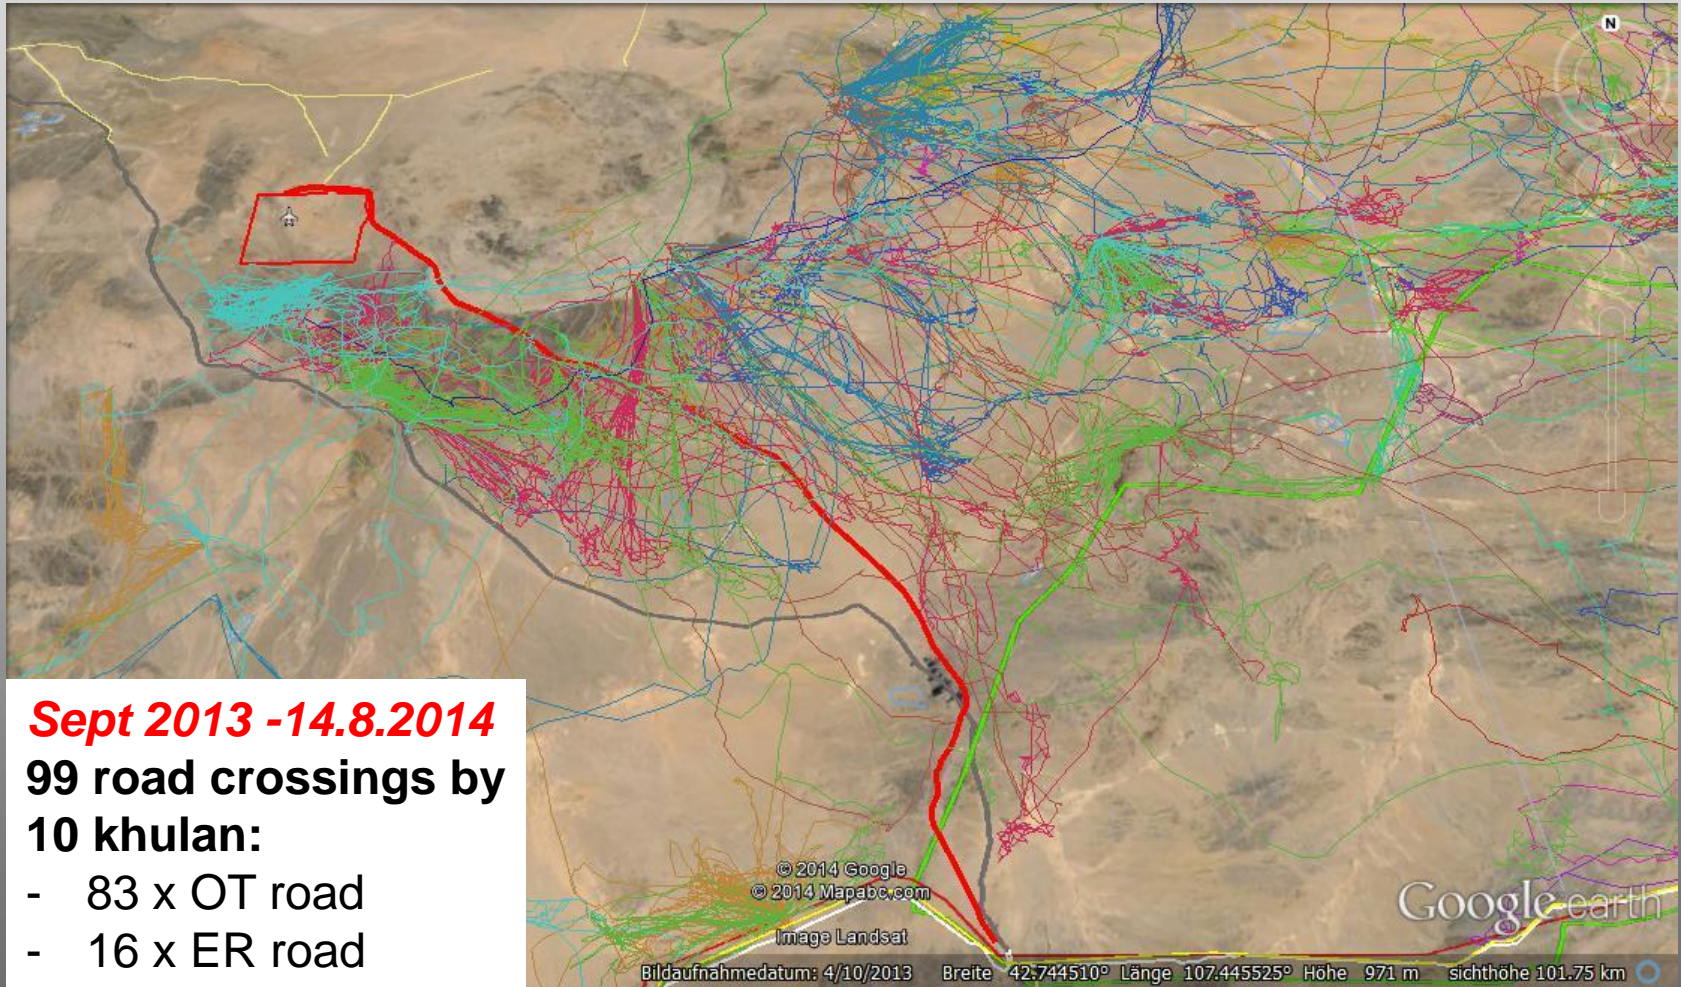 N
Sept 2013 -14.8.2014
99 road crossings by
10 khulan:
- 83 x OT road
- 16 x ER road
© 2014 Google
© 2014 Mapabc.com
Image Landsat
Google earth
Bildaufnahmedatum: 4/10/2013 Breite 42.744510° Länge 107.445525° Höhe 971 m sichthöhe 101.75 km